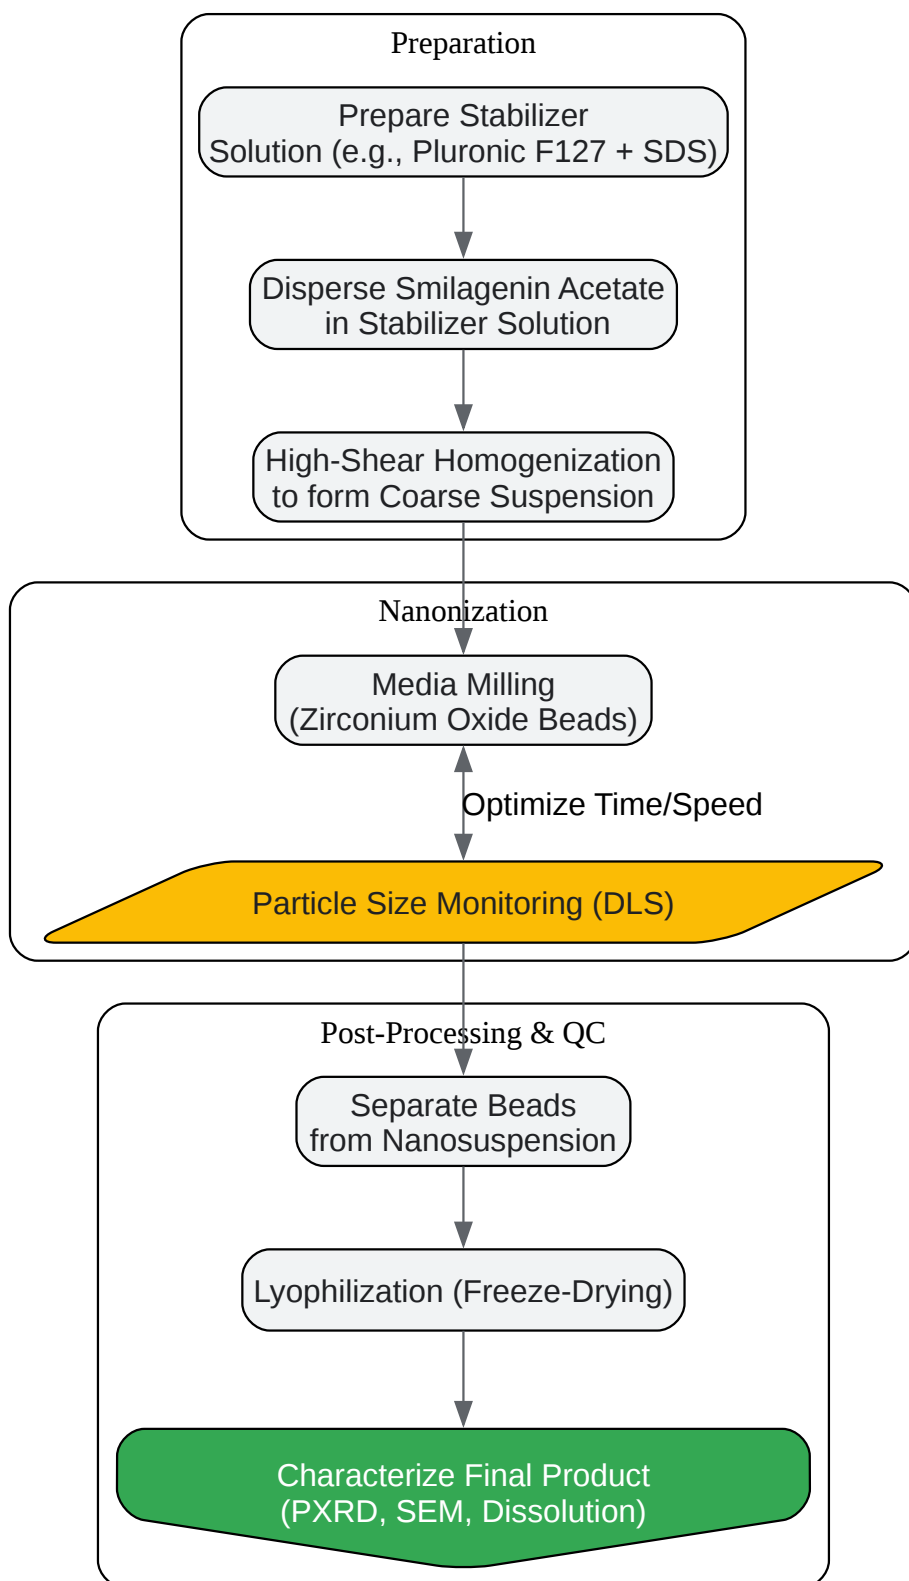 Preparation
Prepare Stabilizer
Solution (e.g., Pluronic F127 + SDS)
Disperse Smilagenin Acetate
in Stabilizer Solution
High-Shear Homogenization
to form Coarse Suspension
Nanonization
Media Milling
(Zirconium Oxide Beads)
Optimize Time/Speed
Particle Size Monitoring (DLS)
Post-Processing & QC
Separate Beads
from Nanosuspension
Lyophilization (Freeze-Drying)
Characterize Final Product
(PXRD, SEM, Dissolution)